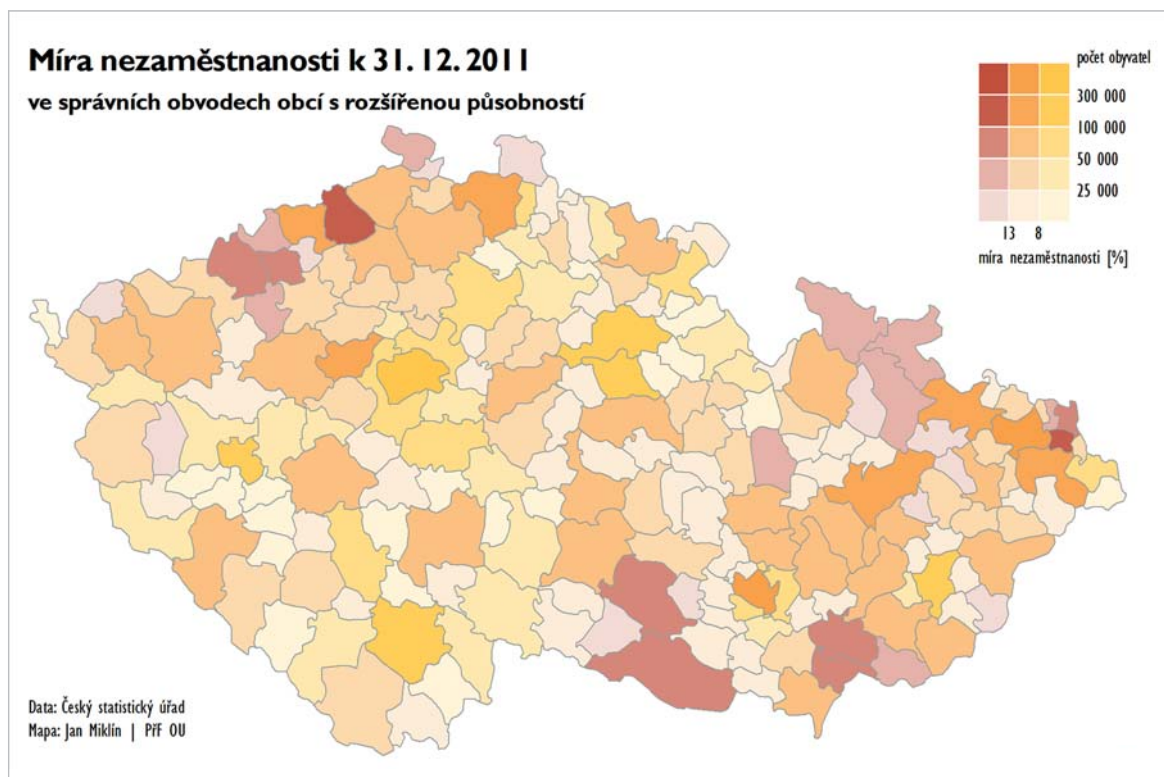 Míra nezaměstnanosti k 31. 12. 2011
ve správních obvodech obcí s rozšířenou působností
počet obyvatel
300 000
100 000
50 000
25 000
13 8
míra nezaměstnanosti [%]
Data: Český statistický úřad
Mapa: Jan Miklín | PřF OU